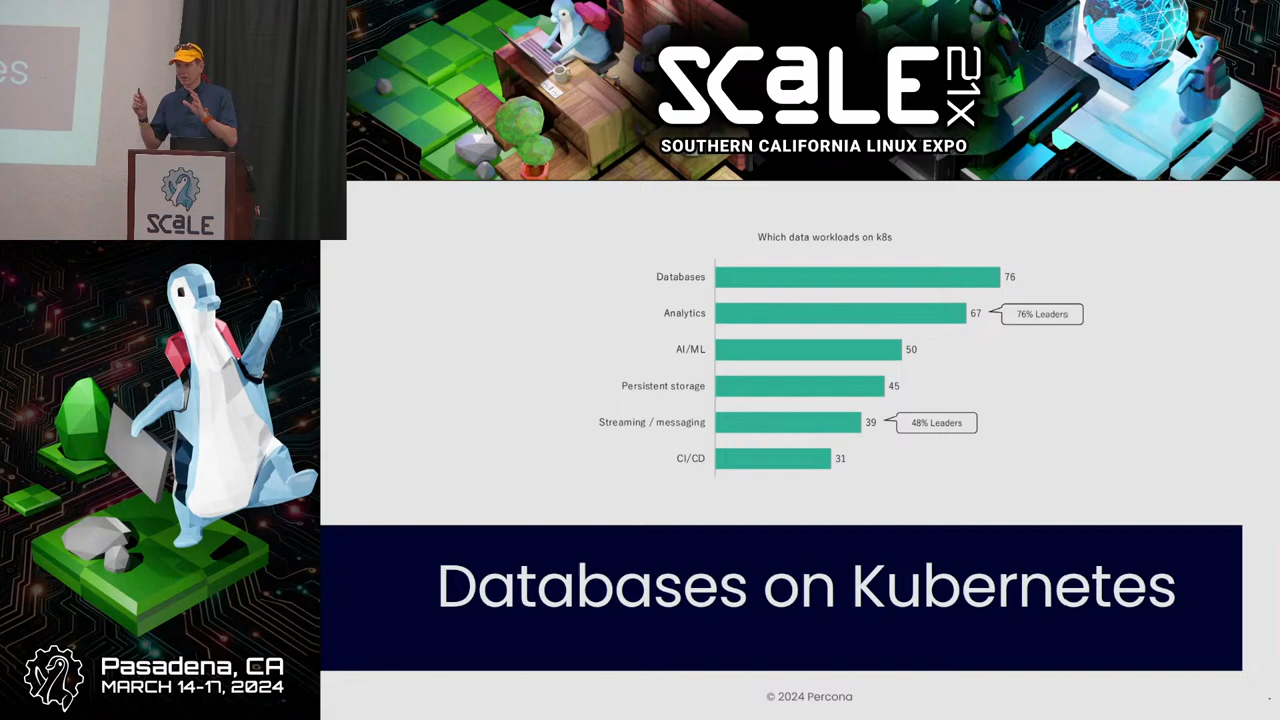 es
SCALE
SCALE 21X
SOUTHERN CALIFORNIA LINUX EXPO
Which data workloads on k8s
Databases 76
Analytics 67 76% Leaders
AI/ML 50
Persistent storage 45
Streaming / messaging 39 48% Leaders
CI/CD 31
Databases on Kubernetes
© 2024 Percona
Pasadena, CA
MARCH 14-17, 2024